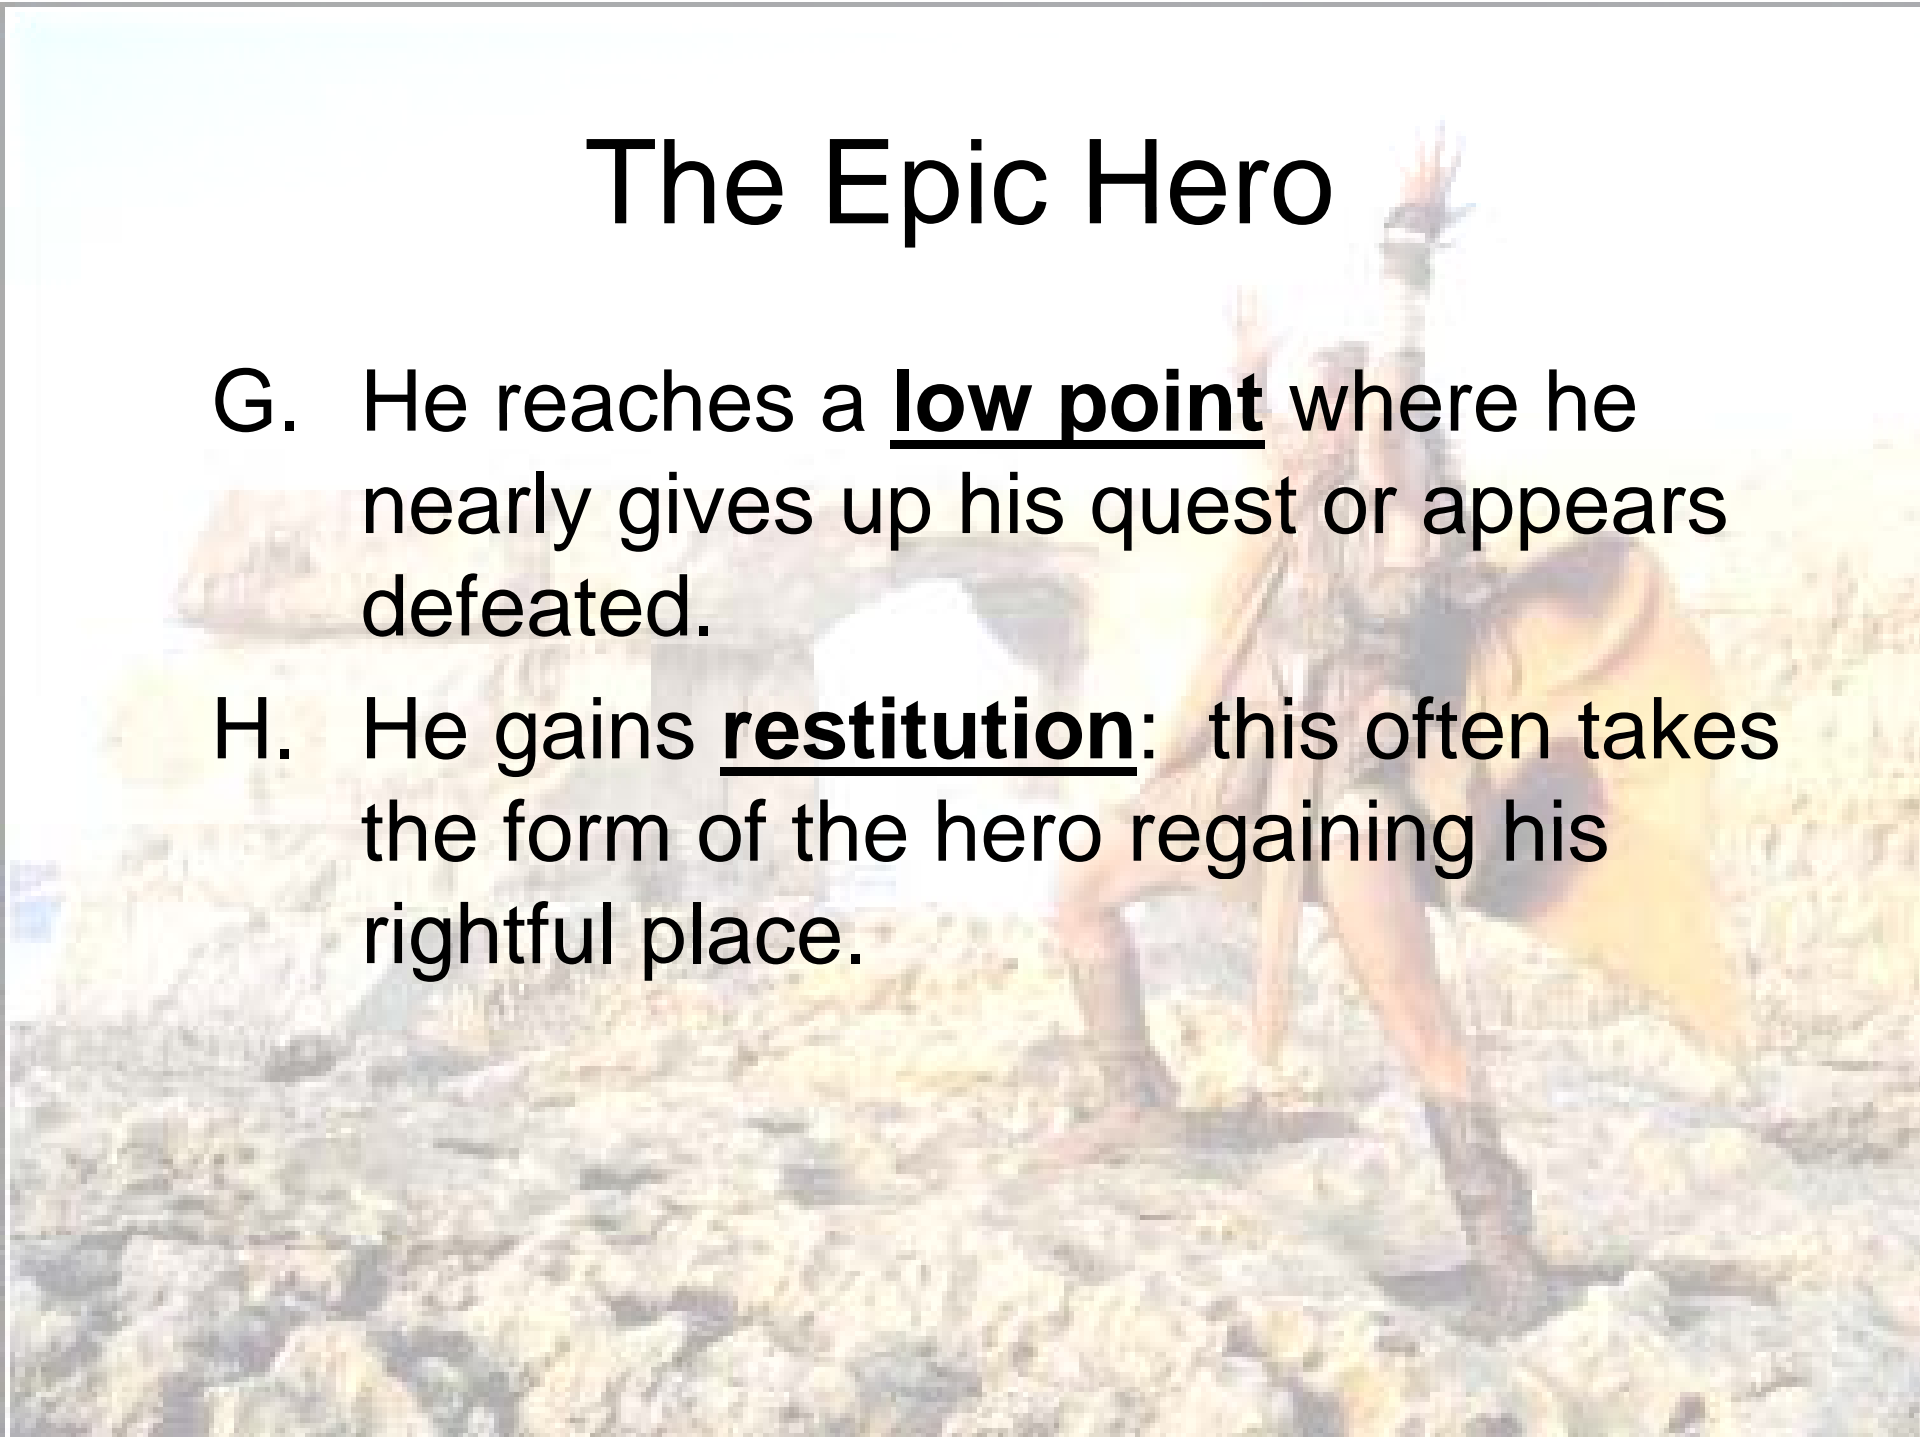 The Epic Hero
G. He reaches a low point where he
nearly gives up his quest or appears
defeated.
H. He gains restitution:  this often takes
the form of the hero regaining his
rightful place.